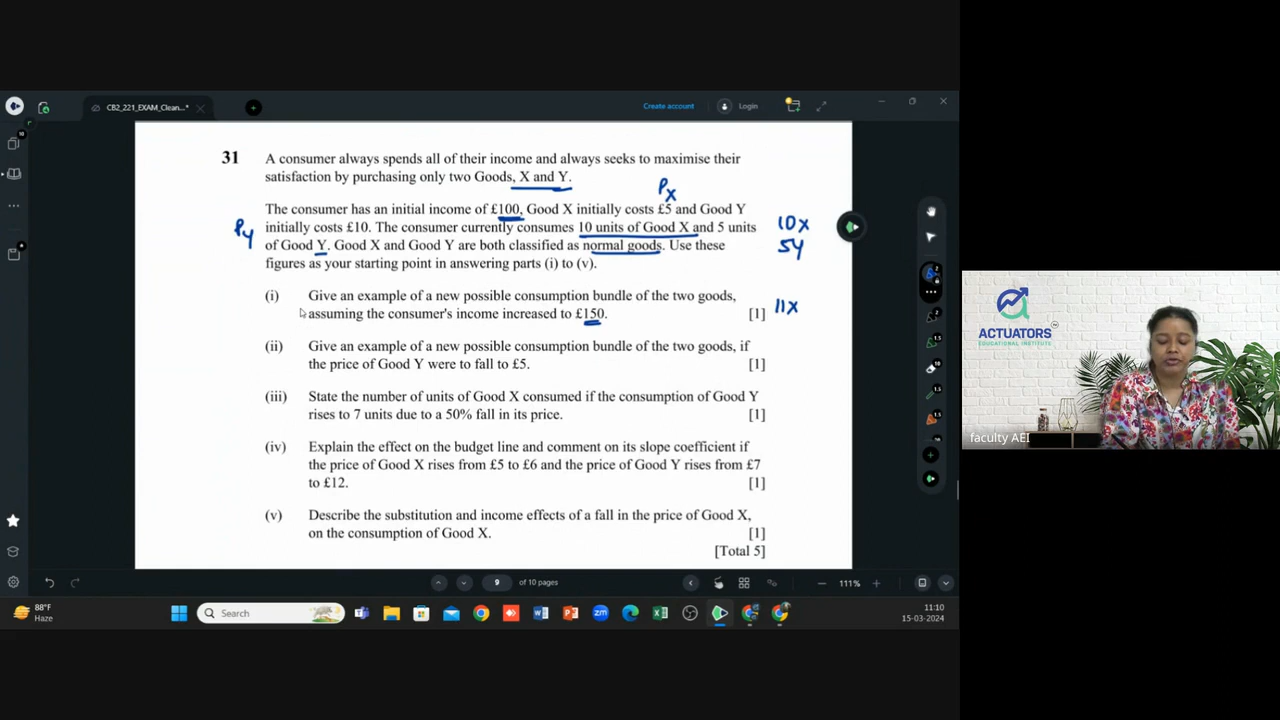 CB2_221_EXAM_Clean...*
Create account
Login
31
A consumer always spends all of their income and always seeks to maximise their
satisfaction by purchasing only two Goods, X and Y.
Px
The consumer has an initial income of £100, Good X initially costs £5 and Good Y
initially costs £10. The consumer currently consumes 10 units of Good X and 5 units
of Good Y. Good X and Good Y are both classified as normal goods. Use these
figures as your starting point in answering parts (i) to (v).
Py
10X
5Y
(i) Give an example of a new possible consumption bundle of the two goods,
assuming the consumer's income increased to £150. [1]
11X
(ii) Give an example of a new possible consumption bundle of the two goods, if
the price of Good Y were to fall to £5. [1]
(iii) State the number of units of Good X consumed if the consumption of Good Y
rises to 7 units due to a 50% fall in its price. [1]
(iv) Explain the effect on the budget line and comment on its slope coefficient if
the price of Good X rises from £5 to £6 and the price of Good Y rises from £7
to £12. [1]
(v) Describe the substitution and income effects of a fall in the price of Good X,
on the consumption of Good X. [1]
[Total 5]
9 of 10 pages
111%
88°F
Haze
Search
11:10
15-03-2024
ACTUATORS
EDUCATIONAL INSTITUTE
faculty AEI